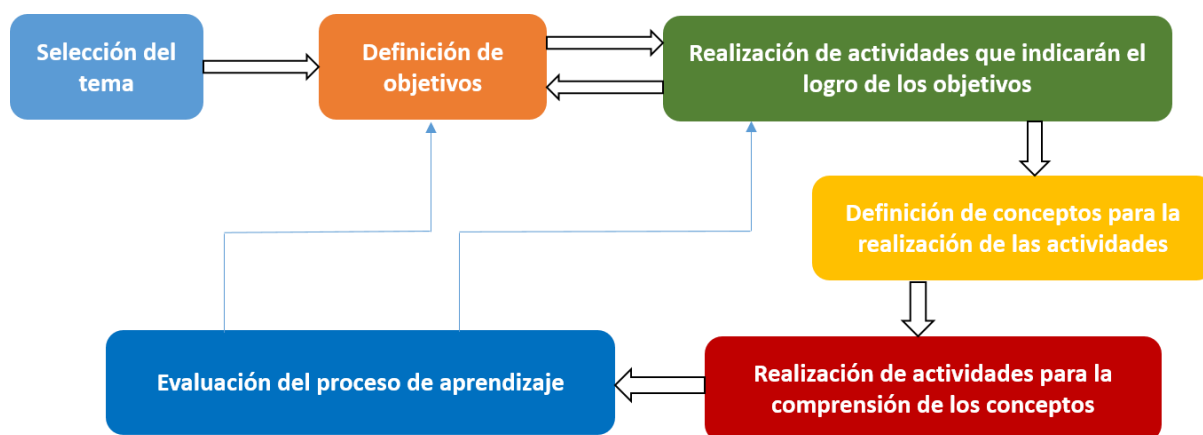 Selección del
tema
Definición de
objetivos
Realización de actividades que indicarán el
logro de los objetivos
Definición de conceptos para la
realización de las actividades
Realización de actividades para la
comprensión de los conceptos
Evaluación del proceso de aprendizaje